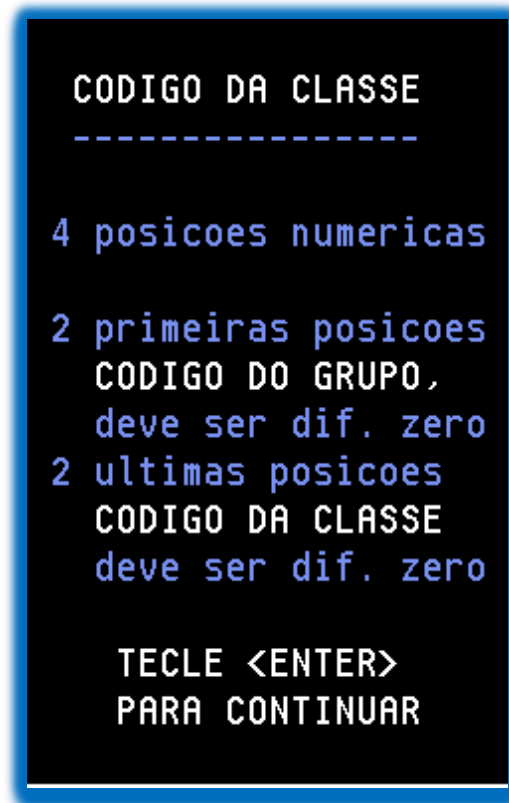 CODIGO DA CLASSE
----------------
4 posicoes numericas
2 primeiras posicoes
CODIGO DO GRUPO,
deve ser dif. zero
2 ultimas posicoes
CODIGO DA CLASSE
deve ser dif. zero
TECLE <ENTER>
PARA CONTINUAR